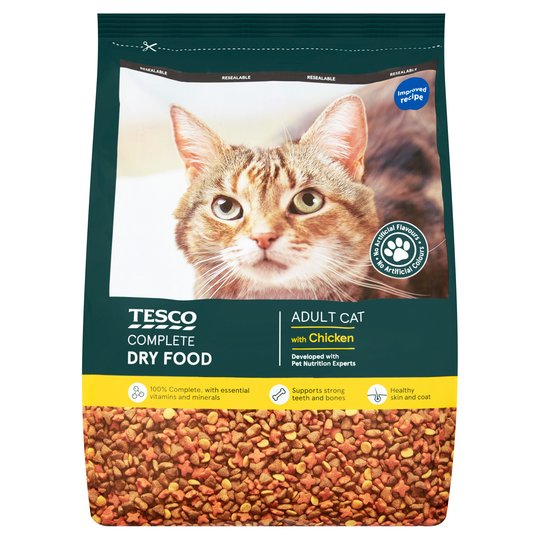 RESEALABLE
RESEALABLE
RESEALABLE
RESEALABLE
Improved
recipe
No Artificial Flavours
No Artificial Colours
TESCO
COMPLETE
DRY FOOD
ADULT CAT
with Chicken
Developed with
Pet Nutrition Experts
100% Complete, with essential
vitamins and minerals
Supports strong
teeth and bones
Healthy
skin and coat